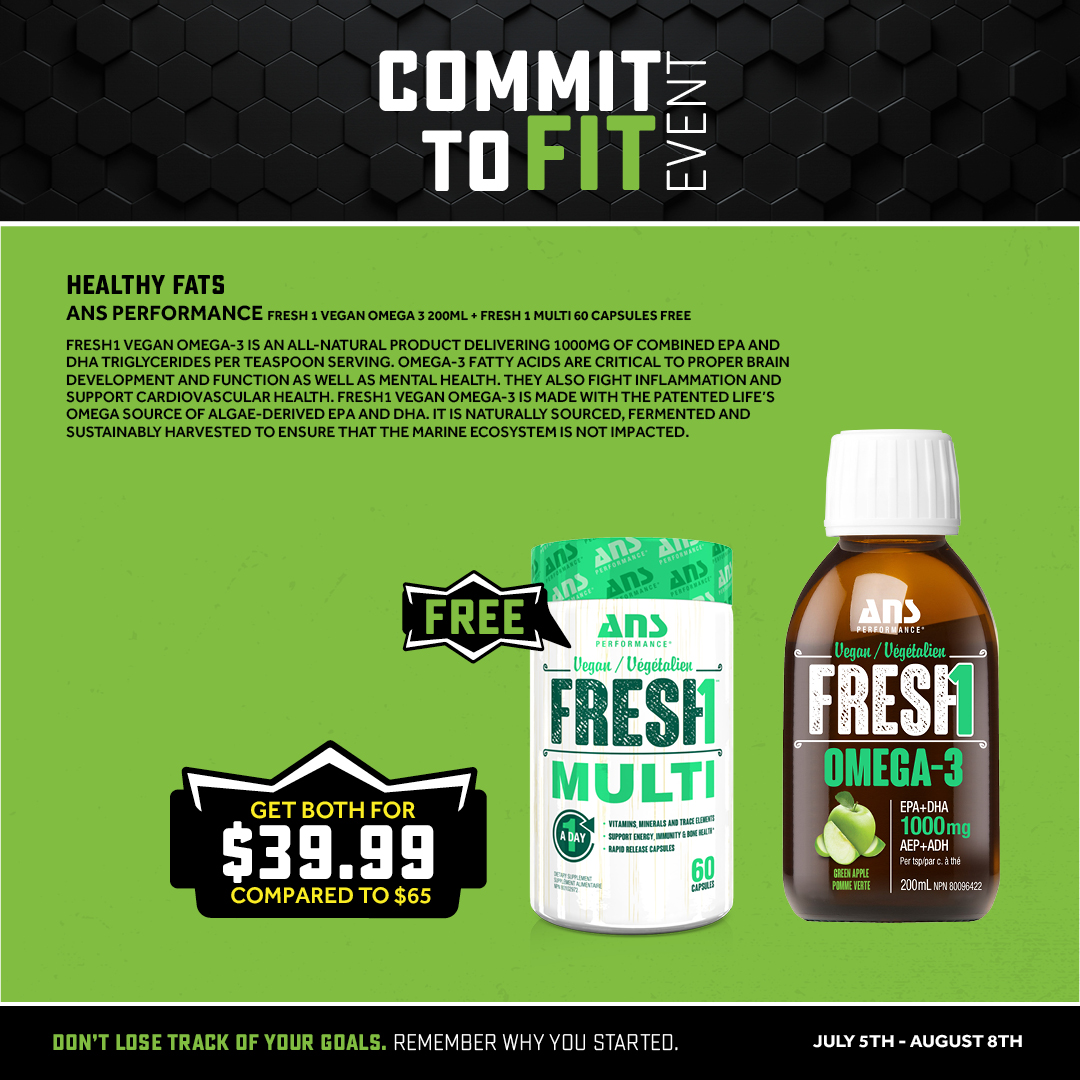 COMMIT
TO FIT
EVENT
HEALTHY FATS
ANS PERFORMANCE FRESH 1 VEGAN OMEGA 3 200ML + FRESH 1 MULTI 60 CAPSULES FREE
FRESH1 VEGAN OMEGA-3 IS AN ALL-NATURAL PRODUCT DELIVERING 1000MG OF COMBINED EPA AND
DHA TRIGLYCERIDES PER TEASPOON SERVING. OMEGA-3 FATTY ACIDS ARE CRITICAL TO PROPER BRAIN
DEVELOPMENT AND FUNCTION AS WELL AS MENTAL HEALTH. THEY ALSO FIGHT INFLAMMATION AND
SUPPORT CARDIOVASCULAR HEALTH. FRESH1 VEGAN OMEGA-3 IS MADE WITH THE PATENTED LIFE'S
OMEGA SOURCE OF ALGAE-DERIVED EPA AND DHA. IT IS NATURALLY SOURCED, FERMENTED AND
SUSTAINABLY HARVESTED TO ENSURE THAT THE MARINE ECOSYSTEM IS NOT IMPACTED.
FREE
GET BOTH FOR
$39.99
COMPARED TO $65
ANS
PERFORMANCE
Vegan / Végétalien
FRESH1
MULTI
1
A DAY
• VITAMINS, MINERALS AND TRACE ELEMENTS
• SUPPORT ENERGY, IMMUNITY & BONE HEALTH
• RAPID RELEASE CAPSULES
DIETARY SUPPLEMENT
SUPPLÉMENT ALIMENTAIRE
60
CAPSULES
ANS
PERFORMANCE
Vegan / Végétalien
FRESH1
OMEGA-3
EPA+DHA
1000mg
AEP+ADH
Per tsp/par c. à thé
GREEN APPLE
POMME VERTE
200mL NPN 80096422
DON'T LOSE TRACK OF YOUR GOALS. REMEMBER WHY YOU STARTED.
JULY 5TH - AUGUST 8TH